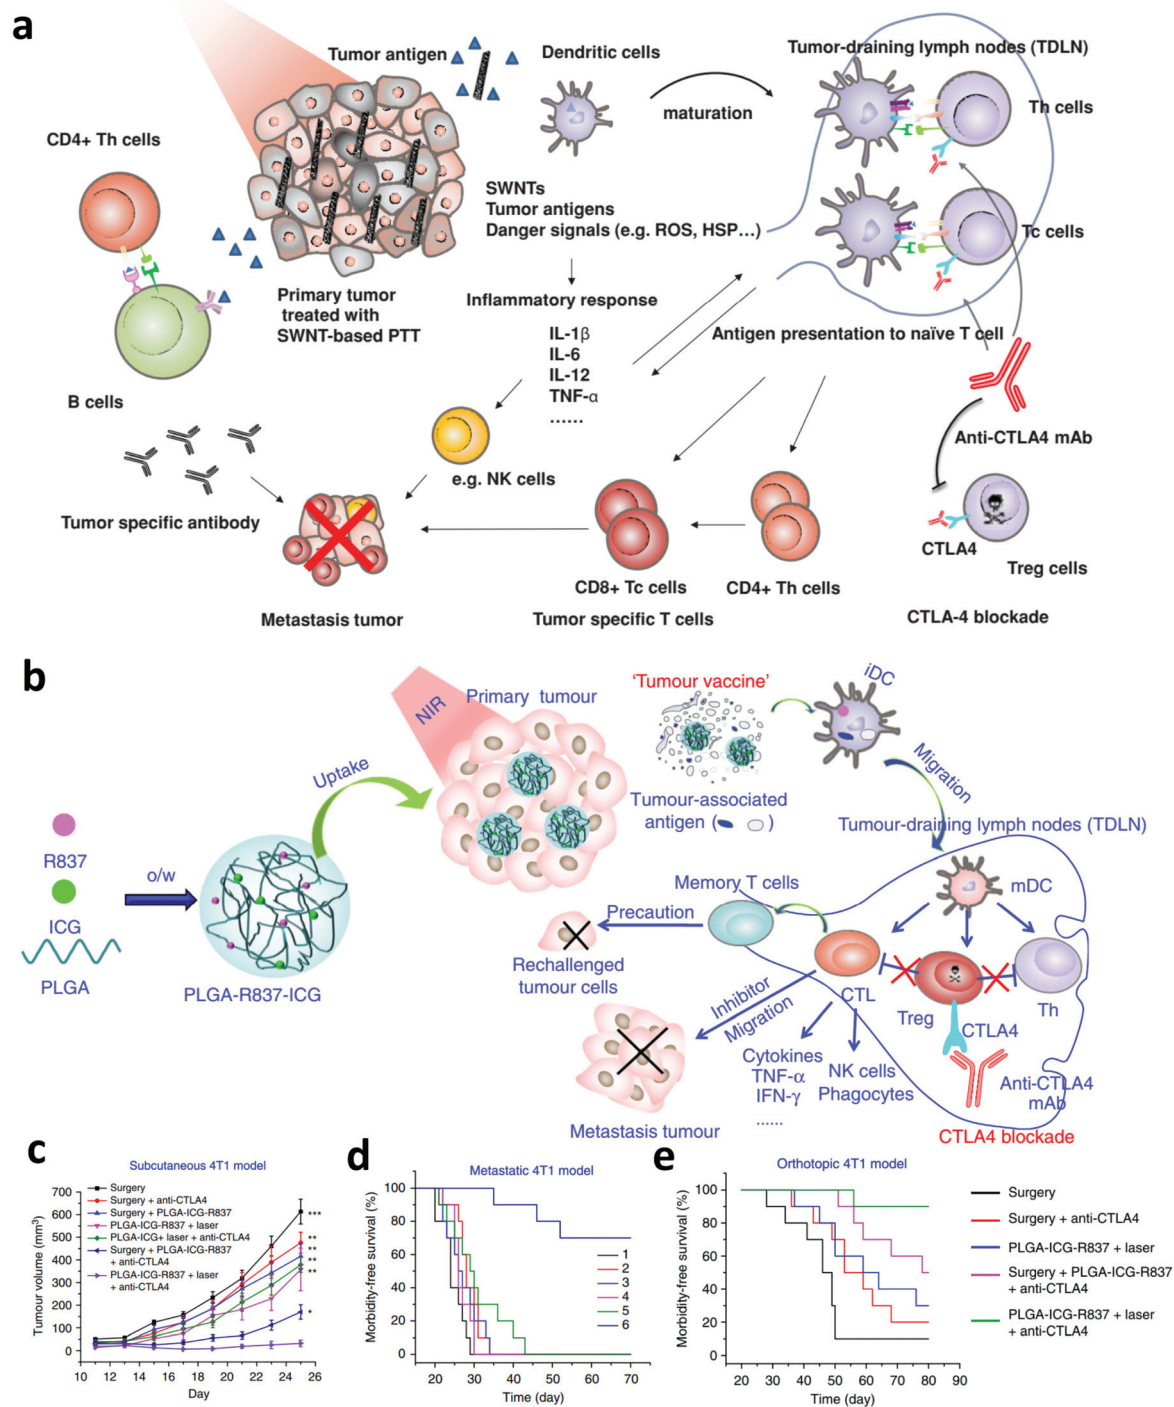 a
Tumor antigen
Dendritic cells
Tumor-draining lymph nodes (TDLN)
maturation
Th cells
CD4+ Th cells
SWNTs
Tumor antigens
Danger signals (e.g. ROS, HSP...)
Tc cells
Primary tumor
treated with
SWNT-based PTT
Inflammatory response
IL-1β
IL-6
IL-12
TNF-α
......
Antigen presentation to naïve T cell
B cells
Anti-CTLA4 mAb
e.g. NK cells
Tumor specific antibody
CTLA4
Treg cells
CD8+ Tc cells
CD4+ Th cells
Metastasis tumor
Tumor specific T cells
CTLA-4 blockade
b
NIR
Primary tumour
'Tumour vaccine'
iDC
Uptake
Migration
Tumour-associated
antigen ( )
Tumour-draining lymph nodes (TDLN)
R837
o/w
ICG
PLGA
PLGA-R837-ICG
Memory T cells
mDC
Precaution
Rechallenged
tumour cells
CTL
Treg
Th
CTLA4
Inhibitor
Migration
Cytokines
TNF-α
IFN-γ
......
NK cells
Phagocytes
Anti-CTLA4
mAb
Metastasis tumour
CTLA4 blockade
c
Subcutaneous 4T1 model
Surgery
Surgery + anti-CTLA4
Surgery + PLGA-ICG-R837
PLGA-ICG-R837 + laser
PLGA-ICG+ laser + anti-CTLA4
Surgery + PLGA-ICG-R837
+ anti-CTLA4
PLGA-ICG-R837 + laser
+ anti-CTLA4
Tumour volume (mm³)
700
600
500
400
300
200
100
0
***
**
**
**
**
*
10 12 14 16 18 20 22 24 26
Day
d
Metastatic 4T1 model
Morbidity-free survival (%)
100
80
60
40
20
0
1
2
3
4
5
6
20 30 40 50 60 70
Time (day)
e
Orthotopic 4T1 model
Morbidity-free survival (%)
100
80
60
40
20
0
20 30 40 50 60 70 80 90
Time (day)
Surgery
Surgery + anti-CTLA4
PLGA-ICG-R837 + laser
Surgery + PLGA-ICG-R837
+ anti-CTLA4
PLGA-ICG-R837 + laser
+ anti-CTLA4